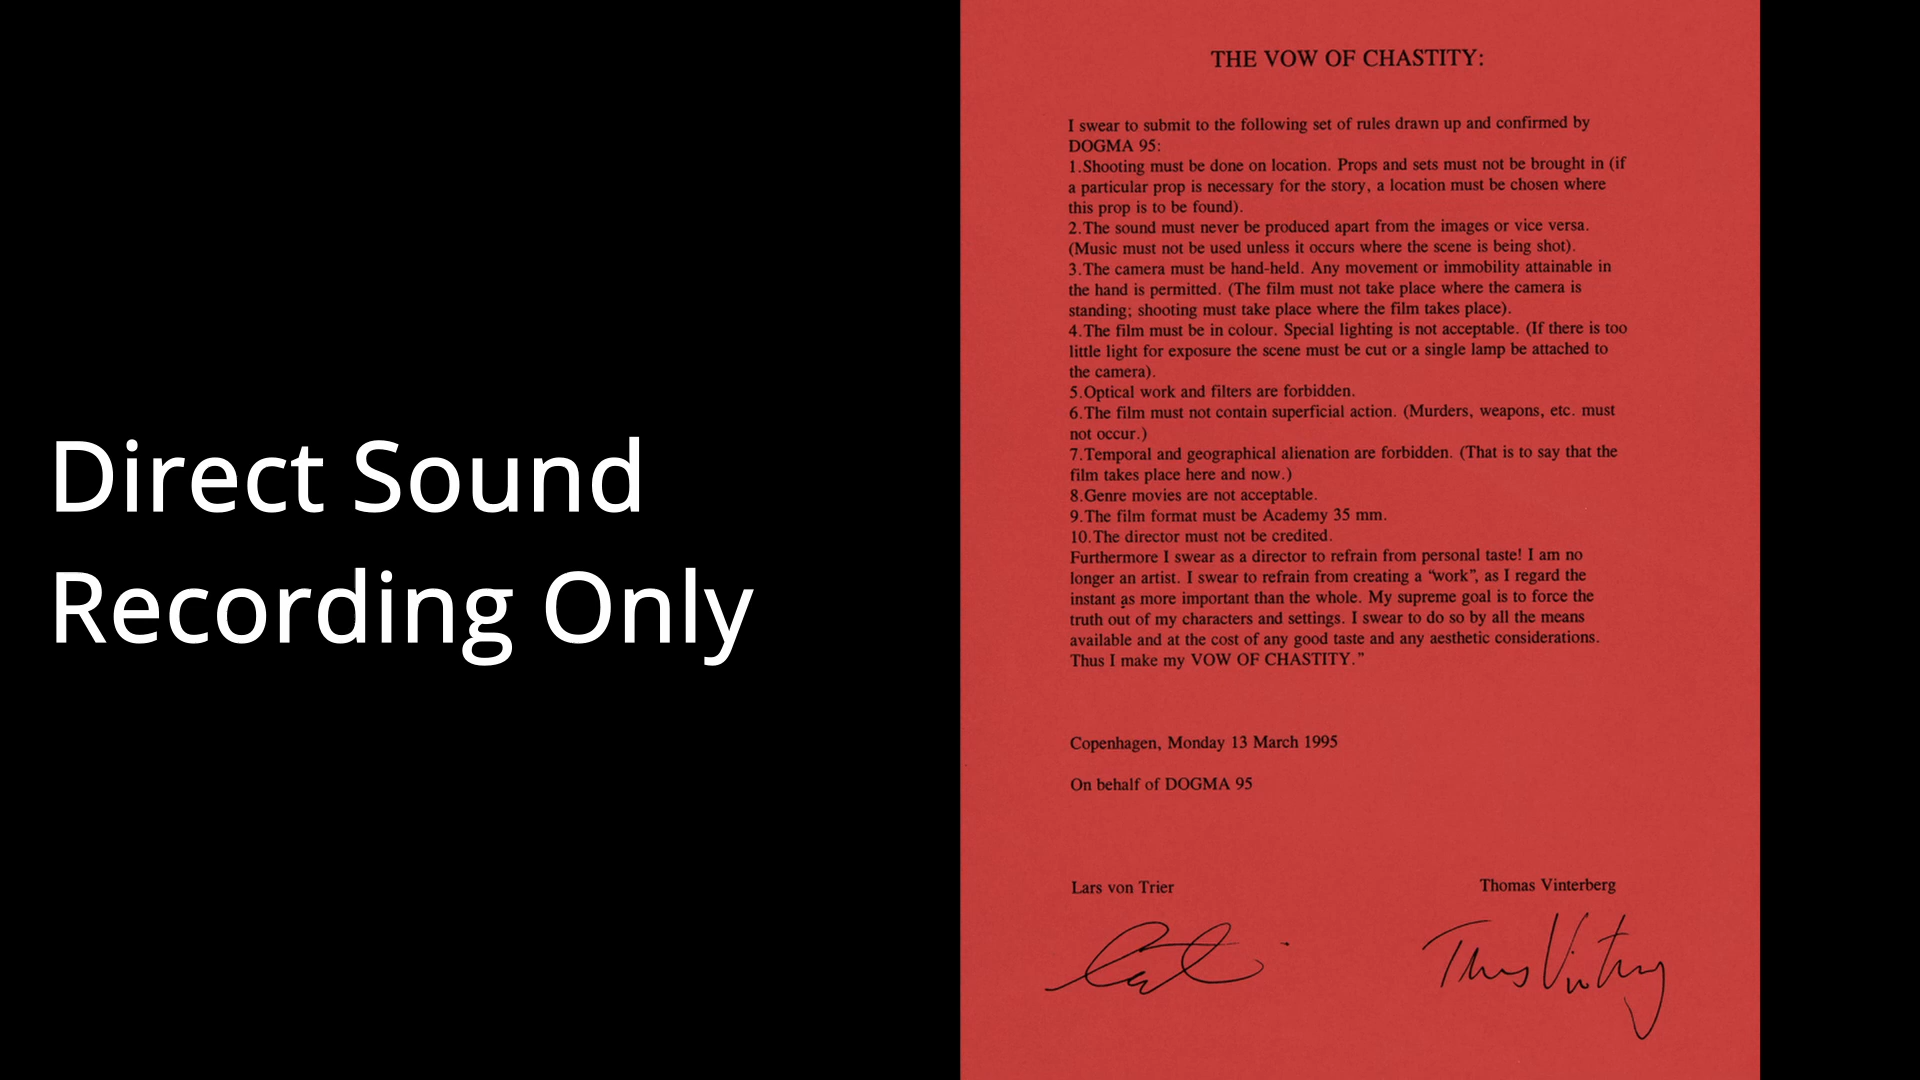 Direct Sound
Recording Only
THE VOW OF CHASTITY:
I swear to submit to the following set of rules drawn up and confirmed by
DOGMA 95:
1.Shooting must be done on location. Props and sets must not be brought in (if
a particular prop is necessary for the story, a location must be chosen where
this prop is to be found).
2.The sound must never be produced apart from the images or vice versa.
(Music must not be used unless it occurs where the scene is being shot).
3.The camera must be hand-held. Any movement or immobility attainable in
the hand is permitted. (The film must not take place where the camera is
standing; shooting must take place where the film takes place).
4.The film must be in colour. Special lighting is not acceptable. (If there is too
little light for exposure the scene must be cut or a single lamp be attached to
the camera).
5.Optical work and filters are forbidden.
6.The film must not contain superficial action. (Murders, weapons, etc. must
not occur.)
7.Temporal and geographical alienation are forbidden. (That is to say that the
film takes place here and now.)
8.Genre movies are not acceptable.
9.The film format must be Academy 35 mm.
10.The director must not be credited.
Furthermore I swear as a director to refrain from personal taste! I am no
longer an artist. I swear to refrain from creating a “work”, as I regard the
instant as more important than the whole. My supreme goal is to force the
truth out of my characters and settings. I swear to do so by all the means
available and at the cost of any good taste and any aesthetic considerations.
Thus I make my VOW OF CHASTITY.”
Copenhagen, Monday 13 March 1995
On behalf of DOGMA 95
Lars von Trier
Thomas Vinterberg